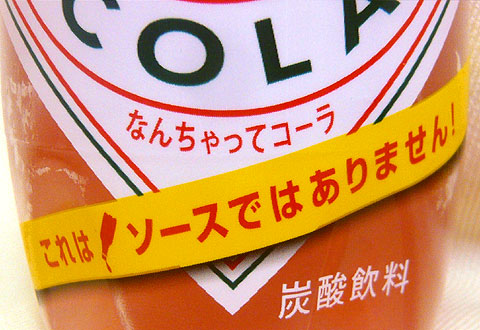 COLA
なんちゃってコーラ
これは！ソースではありません！
炭酸飲料